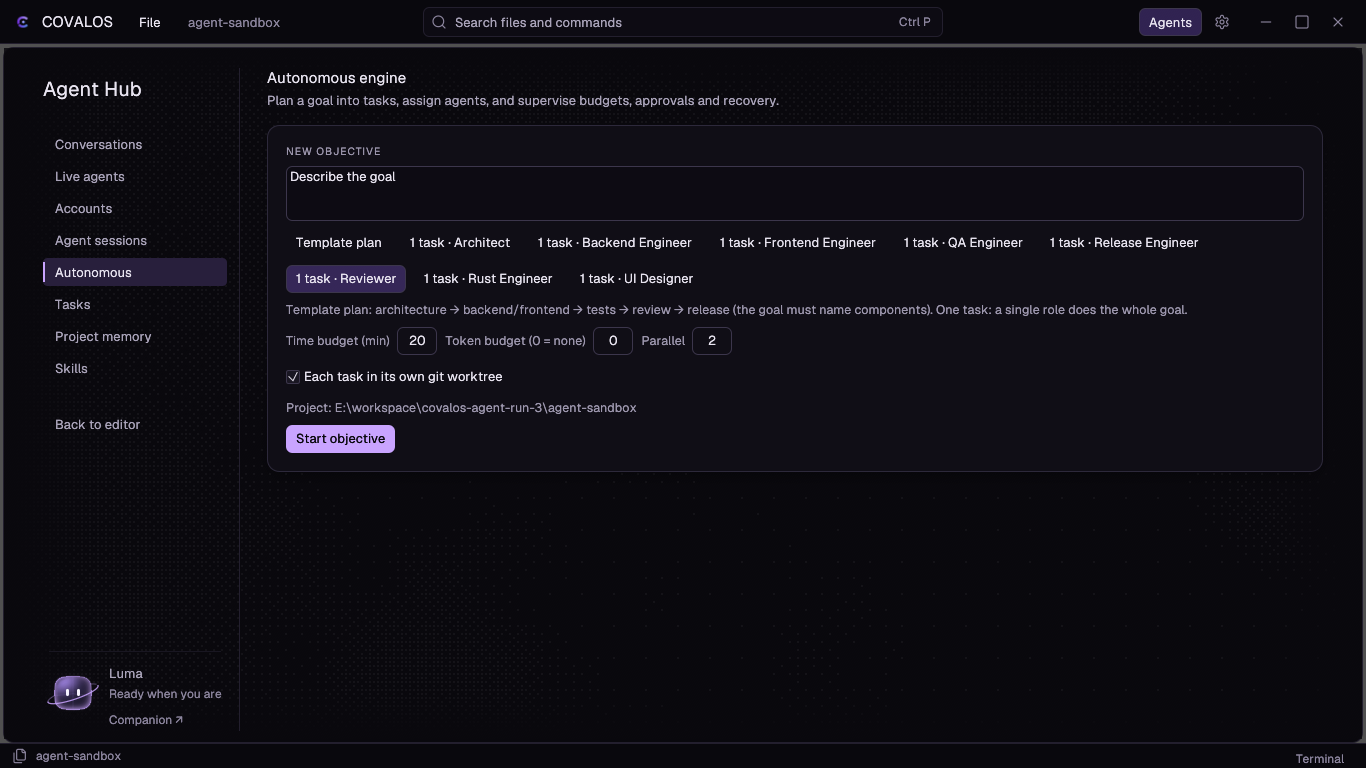 COVALOS File agent-sandbox Search files and commands Ctrl P Agents
Agent Hub
Conversations
Live agents
Accounts
Agent sessions
Autonomous
Tasks
Project memory
Skills
Back to editor
Luma
Ready when you are
Companion ↗
Autonomous engine
Plan a goal into tasks, assign agents, and supervise budgets, approvals and recovery.
NEW OBJECTIVE
Describe the goal
Template plan 1 task · Architect 1 task · Backend Engineer 1 task · Frontend Engineer 1 task · QA Engineer 1 task · Release Engineer
1 task · Reviewer 1 task · Rust Engineer 1 task · UI Designer
Template plan: architecture → backend/frontend → tests → review → release (the goal must name components). One task: a single role does the whole goal.
Time budget (min) 20 Token budget (0 = none) 0 Parallel 2
Each task in its own git worktree
Project: E:\workspace\covalos-agent-run-3\agent-sandbox
Start objective
agent-sandbox Terminal